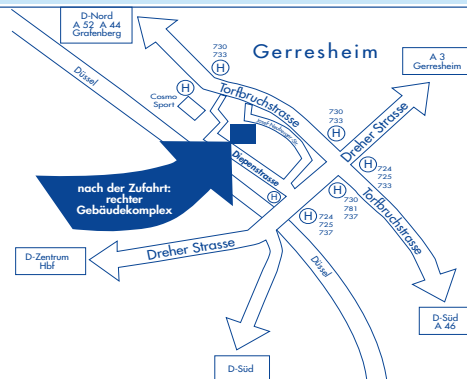 D-Nord
A 52 A 44
Grafenberg
730
733
Gerresheim
A 3
Gerresheim
Düssel
H
H
Cosmo
Sport
Torfbruchstrasse
730
733
H
Dreher Strasse
Diepenstrasse
H
724
725
733
nach der Zufahrt:
rechter
Gebäudekomplex
H
H
730
781
737
Torfbruchstrasse
H
724
725
737
Dreher Strasse
D-Zentrum
Hbf
Düssel
D-Süd
A 46
D-Süd